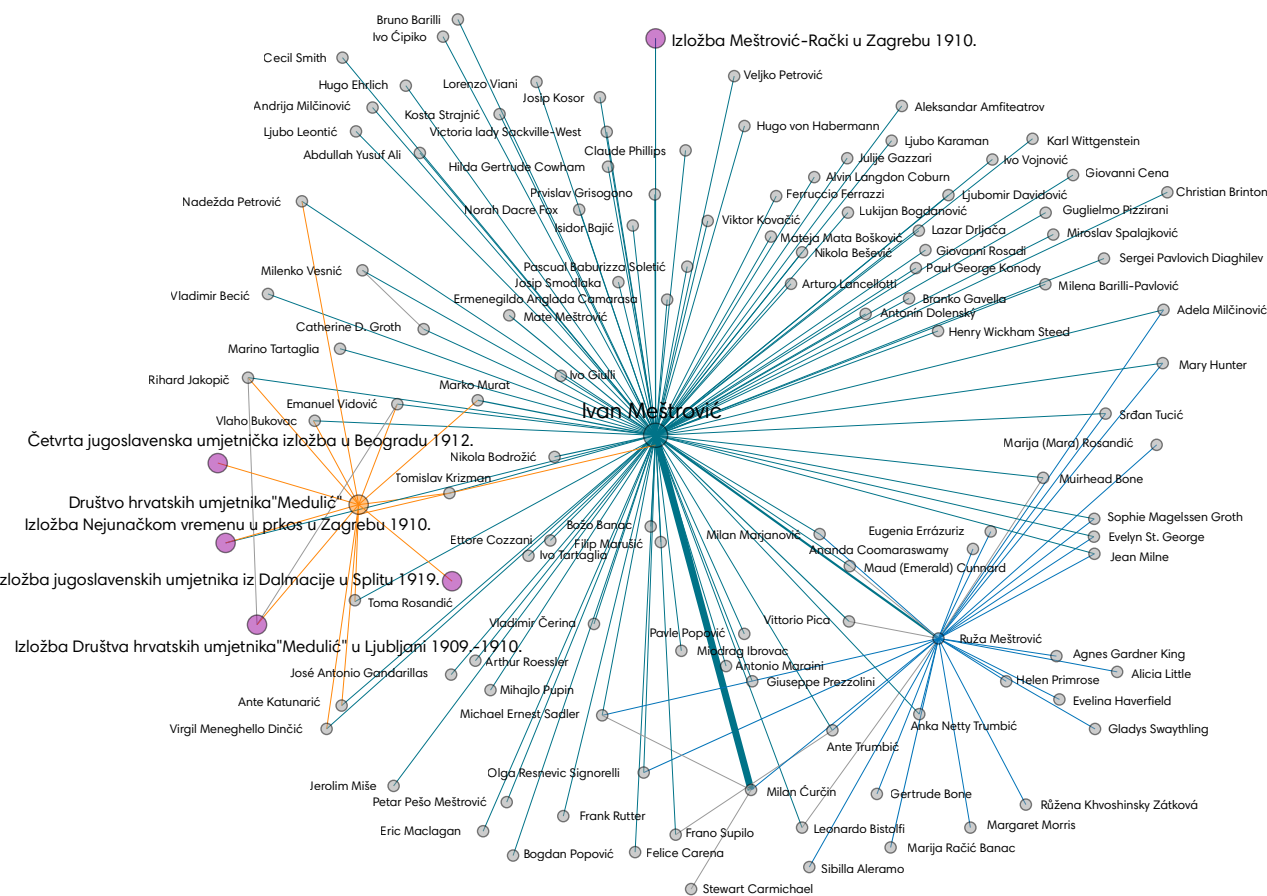 Bruno Barilli
Ivo Ćipiko
Izložba Meštrović-Rački u Zagrebu 1910.
Cecil Smith
Veljko Petrović
Hugo Ehrlich
Lorenzo Viani
Josip Kosor
Andrija Milčinović
Kosta Strajnić
Aleksandar Amfiteatrov
Ljubo Leontić
Victoria lady Sackville-West
Hugo von Habermann
Ljubo Karaman
Karl Wittgenstein
Abdullah Yusuf Ali
Claude Phillips
Julije Gazzari
Ivo Vojnović
Hilda Gertrude Cowham
Alvin Langdon Coburn
Giovanni Cena
Nadežda Petrović
Prvislav Grisogono
Ferruccio Ferrazzi
Ljubomir Davidović
Christian Brinton
Norah Dacre Fox
Viktor Kovačić
Lukijan Bogdanović
Guglielmo Pizzirani
Isidor Bajić
Mateja Mata Bošković
Lazar Drljača
Miroslav Spalajković
Nikola Bešević
Giovanni Rosadi
Sergei Pavlovich Diaghilev
Milenko Vesnić
Pascual Baburizza Soletić
Paul George Konody
Josip Smodlaka
Arturo Lancellotti
Milena Barilli-Pavlović
Vladimir Becić
Ermenegildo Anglada Camarasa
Branko Gavella
Adela Milčinović
Mate Meštrović
Antonin Dolenský
Catherine D. Groth
Henry Wickham Steed
Marino Tartaglia
Mary Hunter
Rihard Jakopič
Marko Murat
Ivo Giulli
Emanuel Vidović
Ivan Meštrović
Srđan Tucić
Vlaho Bukovac
Četvrta jugoslavenska umjetnička izložba u Beogradu 1912.
Marija (Mara) Rosandić
Nikola Bodrožić
Tomislav Krizman
Muirhead Bone
Društvo hrvatskih umjetnika"Medulić"
Izložba Nejunačkom vremenu u prkos u Zagrebu 1910.
Božo Banac
Milan Marjanović
Eugenia Errázuriz
Sophie Magelssen Groth
Ettore Cozzani
Filip Marušić
Ananda Coomaraswamy
Evelyn St. George
Ivo Tartaglia
Maud (Emerald) Cunnard
Jean Milne
zložba jugoslavenskih umjetnika iz Dalmacije u Splitu 1919.
Toma Rosandić
Vladimir Čerina
Pavle Popović
Vittorio Pica
Ruža Meštrović
Izložba Društva hrvatskih umjetnika"Medulić" u Ljubljani 1909.-1910.
Miodrag Ibrovac
Agnes Gardner King
Arthur Roessler
Antonio Maraini
José Antonio Gandarillas
Giuseppe Prezzolini
Helen Primrose
Alicia Little
Mihajlo Pupin
Ante Katunarić
Evelina Haverfield
Michael Ernest Sadler
Virgil Meneghello Dinčić
Anka Netty Trumbić
Gladys Swaythling
Ante Trumbić
Olga Resnevic Signorelli
Jerolim Miše
Milan Ćurčin
Gertrude Bone
Petar Pešo Meštrović
Růžena Khvoshinsky Zátková
Frank Rutter
Eric Maclagan
Frano Supilo
Leonardo Bistolfi
Margaret Morris
Bogdan Popović
Felice Carena
Marija Račić Banac
Sibilla Aleramo
Stewart Carmichael